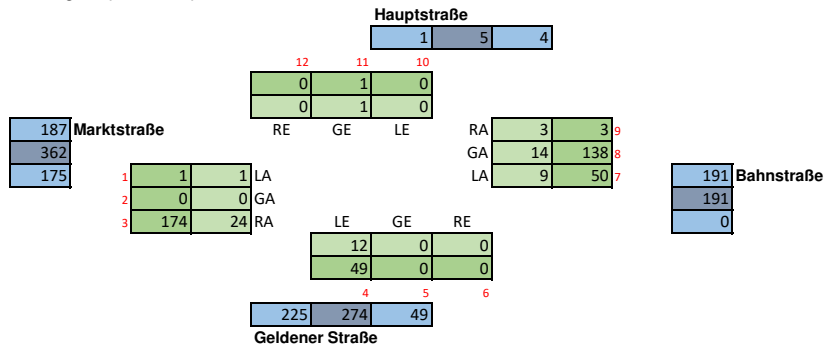 Hauptstraße
1 5 4
12 11 10
0 1 0
0 1 0
187 Marktstraße RE GE LE RA 3 3 9
362 GA 14 138 8
175 1 1 1 LA LA 9 50 7 191 Bahnstraße
2 0 0 GA 191
3 174 24 RA LE GE RE 0
12 0 0
49 0 0
4 5 6
225 274 49
Geldener Straße